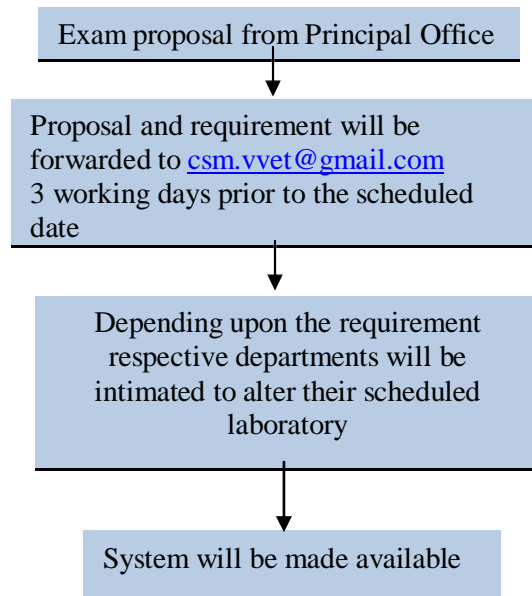 Exam proposal from Principal Office
Proposal and requirement will be
forwarded to csm.vvet@gmail.com
3 working days prior to the scheduled
date
Depending upon the requirement
respective departments will be
intimated to alter their scheduled
laboratory
System will be made available